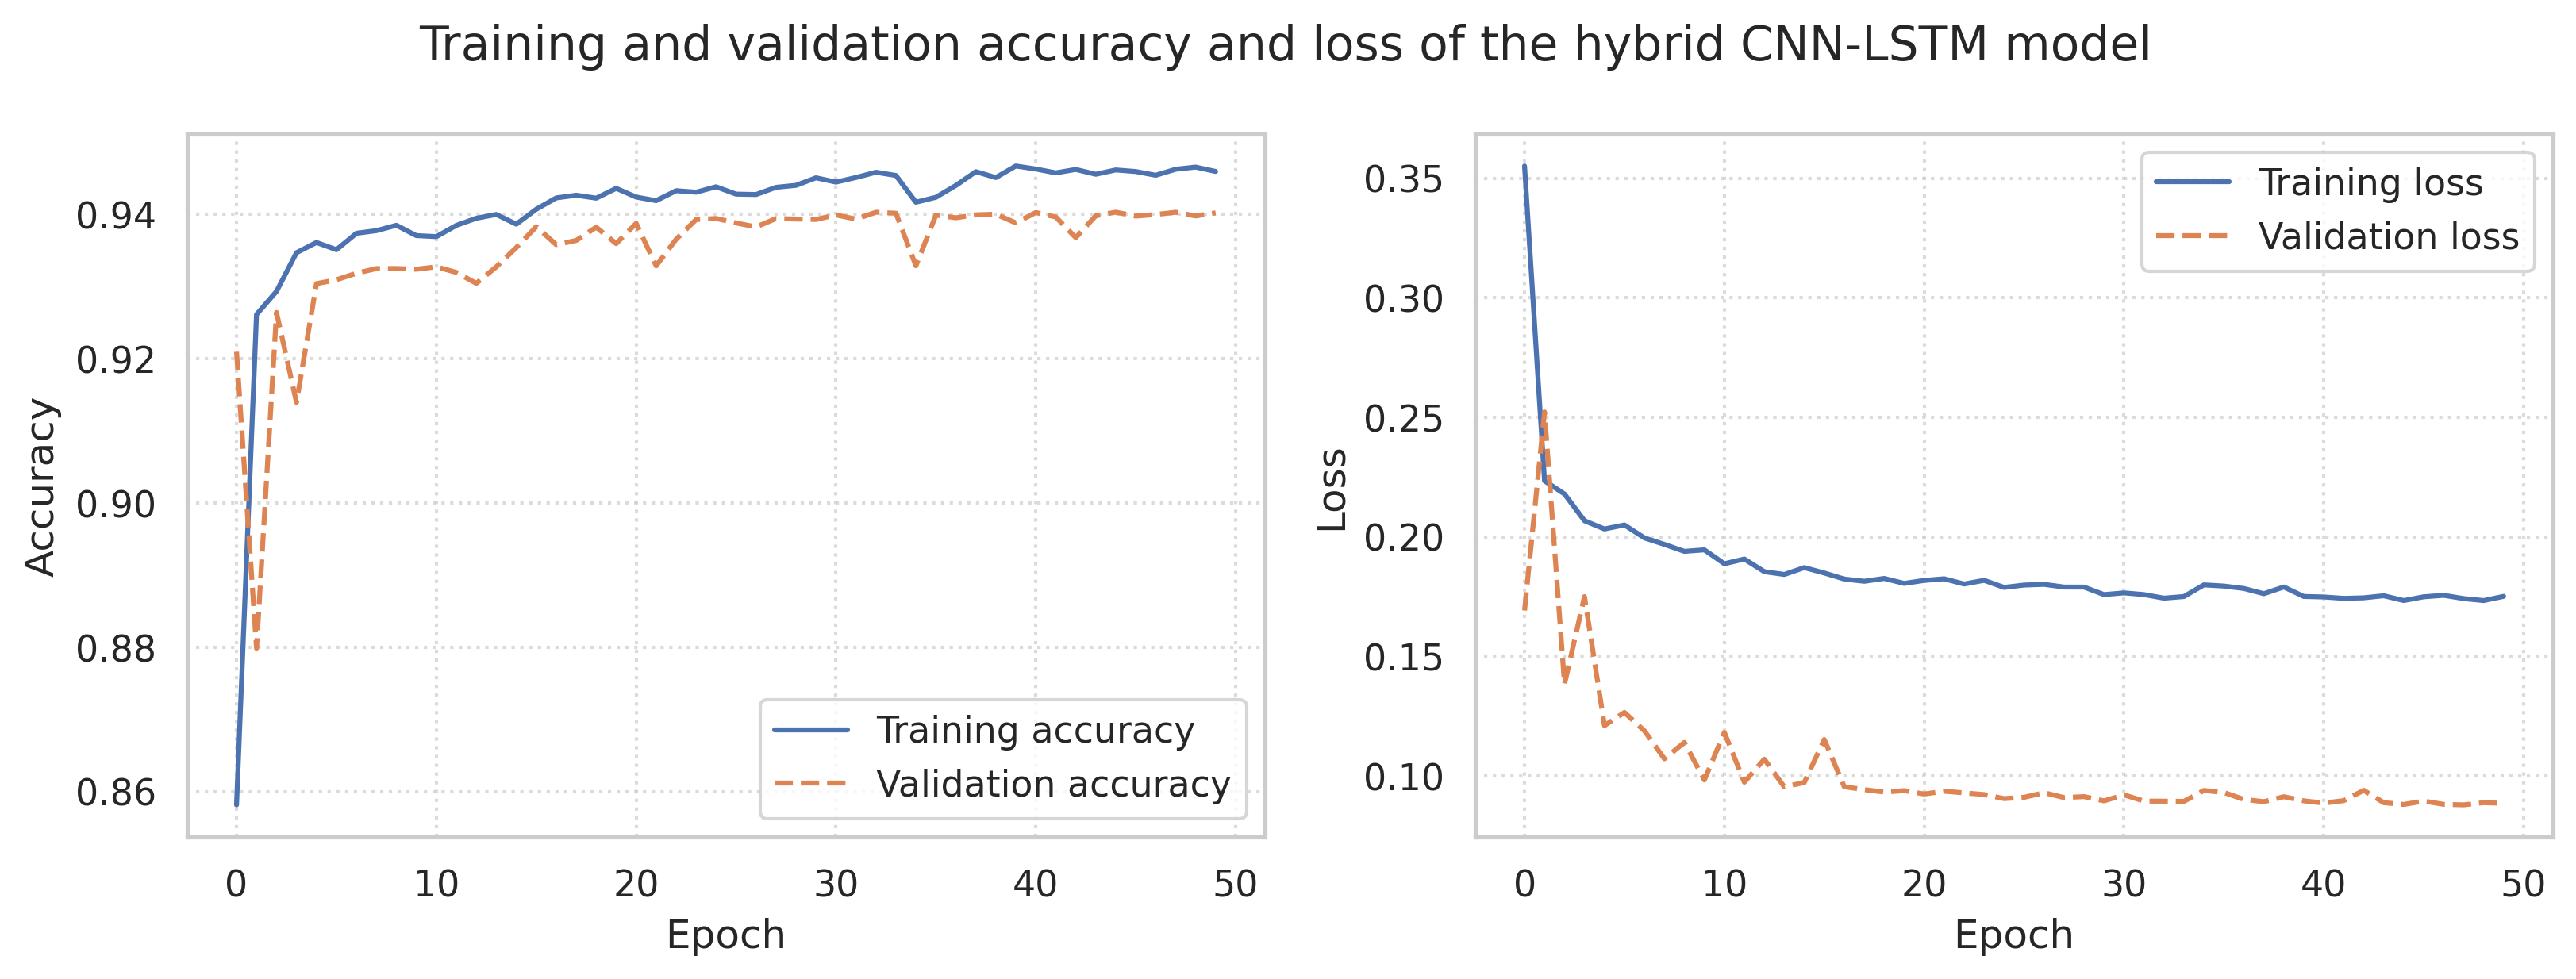 Training and validation accuracy and loss of the hybrid CNN-LSTM model
Accuracy
0.94
0.92
0.90
0.88
0.86
Training accuracy
Validation accuracy
0 10 20 30 40 50
Epoch
Loss
0.35
0.30
0.25
0.20
0.15
0.10
Training loss
Validation loss
0 10 20 30 40 50
Epoch